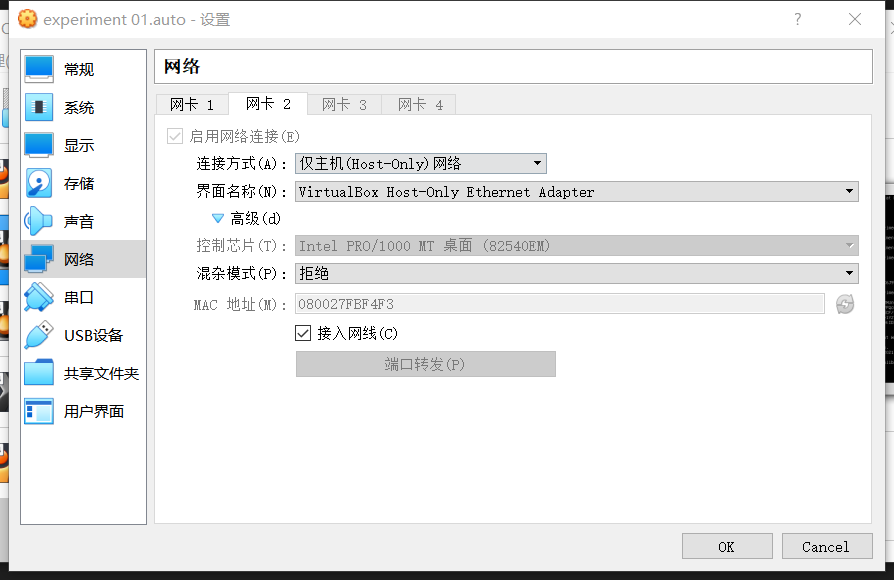 experiment 01.auto - 设置
?
常规
系统
显示
存储
声音
网络
串口
USB设备
共享文件夹
用户界面
网络
网卡 1 网卡 2 网卡 3 网卡 4
启用网络连接(E)
连接方式(A): 仅主机(Host-Only)网络
界面名称(N): VirtualBox Host-Only Ethernet Adapter
高级(d)
控制芯片(T): Intel PRO/1000 MT 桌面 (82540EM)
混杂模式(P): 拒绝
MAC 地址(M): 080027FBF4F3
接入网线(C)
端口转发(P)
OK Cancel